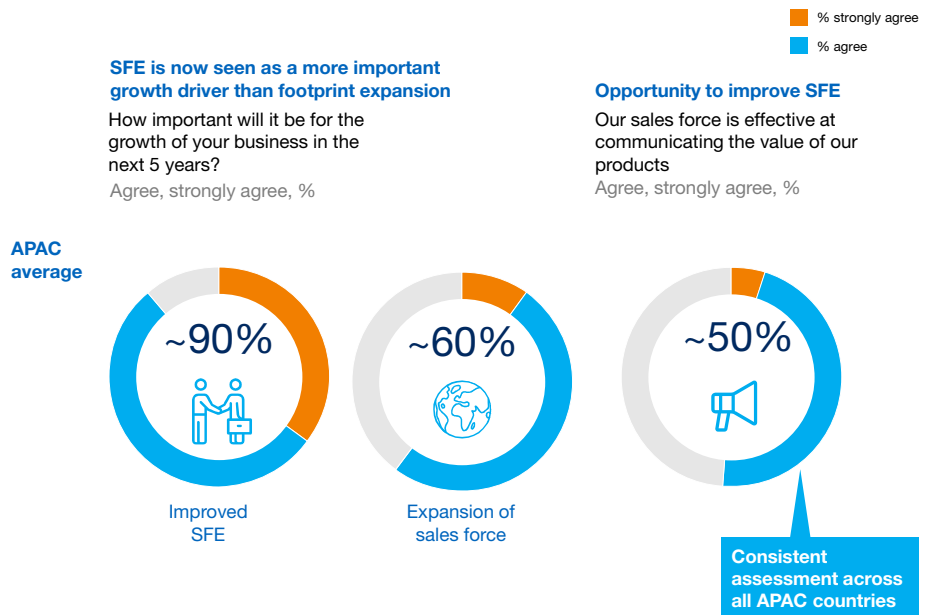 % strongly agree
% agree
SFE is now seen as a more important
growth driver than footprint expansion
How important will it be for the
growth of your business in the
next 5 years?
Agree, strongly agree, %
Opportunity to improve SFE
Our sales force is effective at
communicating the value of our
products
Agree, strongly agree, %
APAC
average
~90%
~60%
~50%
Improved
SFE
Expansion of
sales force
Consistent
assessment across
all APAC countries